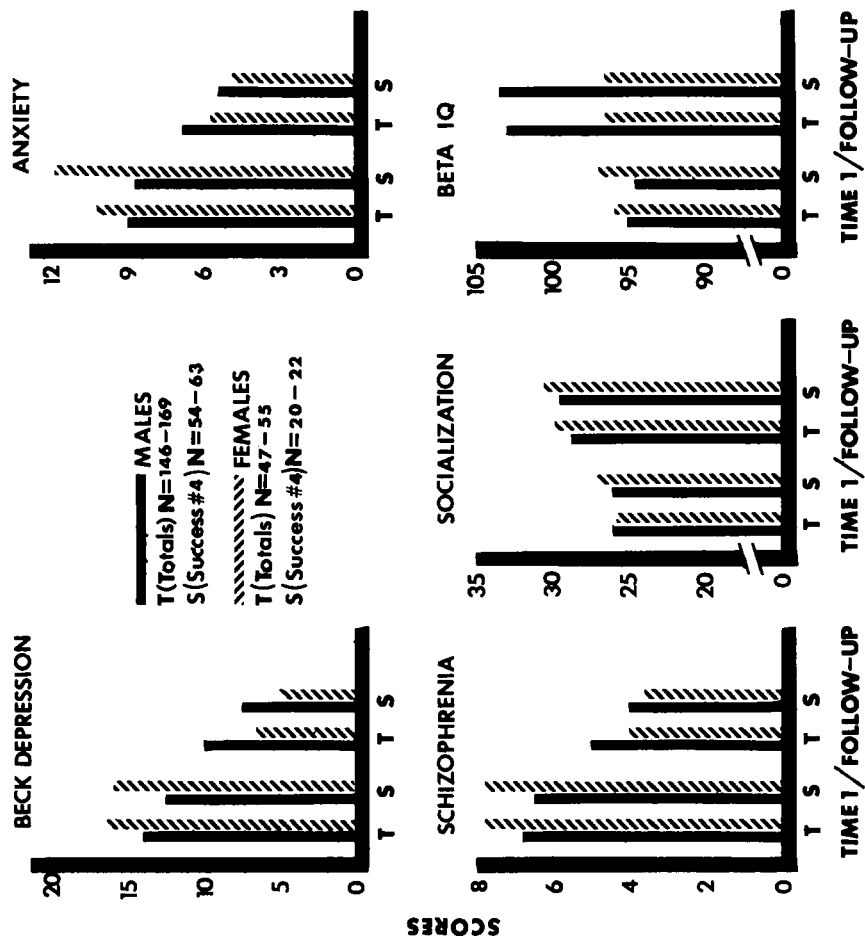 BECK DEPRESSION
20
15
10
5
0
T S T S
MALES
T(Totals) N=146-169
S(Success #4) N=54-63
FEMALES
T(Totals) N=47-55
S(Success #4) N=20-22
ANXIETY
12
9
6
3
0
T S T S
SCORES
SCHIZOPHRENIA
8
6
4
2
0
T S T S
TIME 1/FOLLOW-UP
SOCIALIZATION
35
30
25
20
0
T S T S
TIME 1/FOLLOW-UP
BETA IQ
105
100
95
90
0
T S T S
TIME 1/FOLLOW-UP